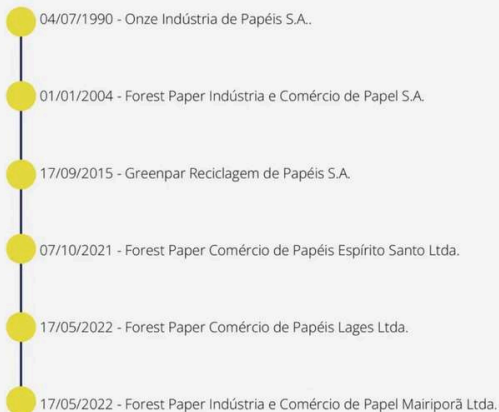 04/07/1990 - Onze Indústria de Papéis S.A..
01/01/2004 - Forest Paper Indústria e Comércio de Papel S.A.
17/09/2015 - Greenpar Reciclagem de Papéis S.A.
07/10/2021 - Forest Paper Comércio de Papéis Espírito Santo Ltda.
17/05/2022 - Forest Paper Comércio de Papéis Lages Ltda.
17/05/2022 - Forest Paper Indústria e Comércio de Papel Mairiporã Ltda.